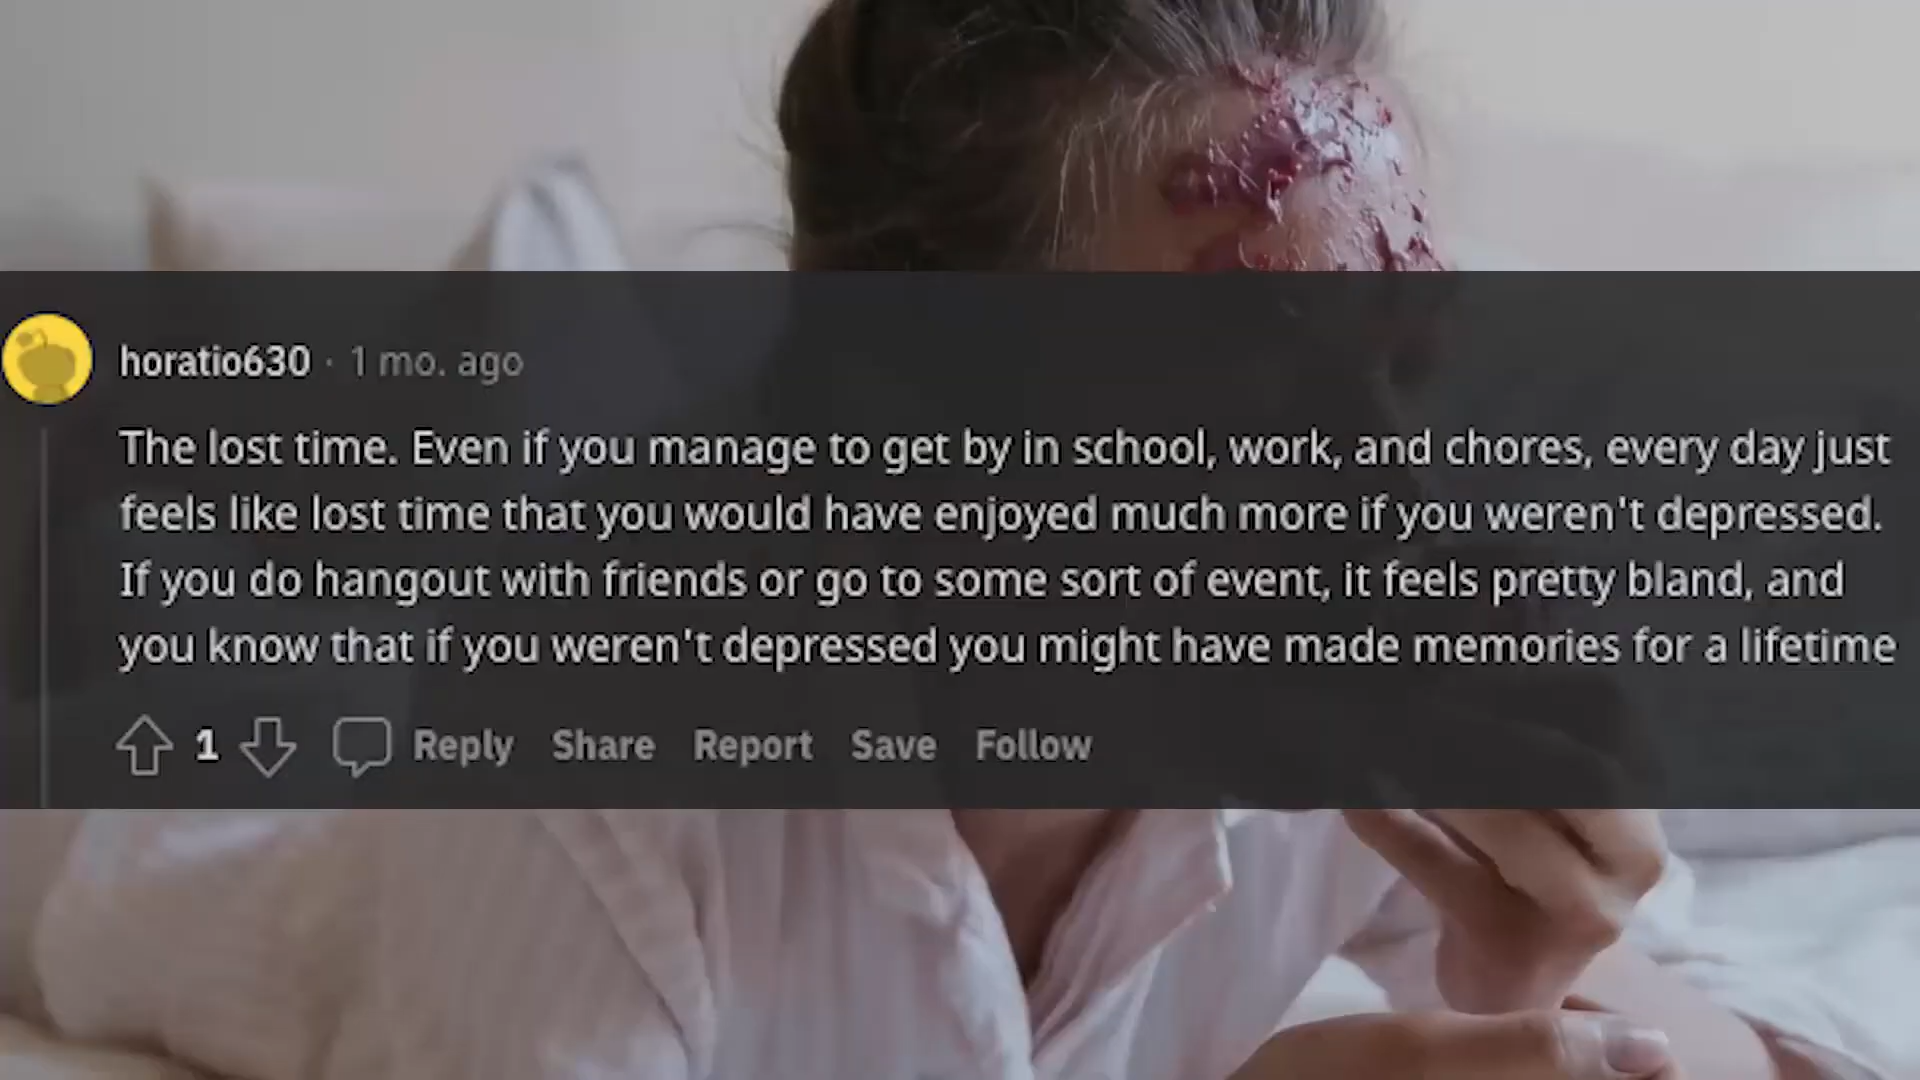 horatio630 · 1 mo. ago
The lost time. Even if you manage to get by in school, work, and chores, every day just
feels like lost time that you would have enjoyed much more if you weren't depressed.
If you do hangout with friends or go to some sort of event, it feels pretty bland, and
you know that if you weren't depressed you might have made memories for a lifetime
1 Reply Share Report Save Follow